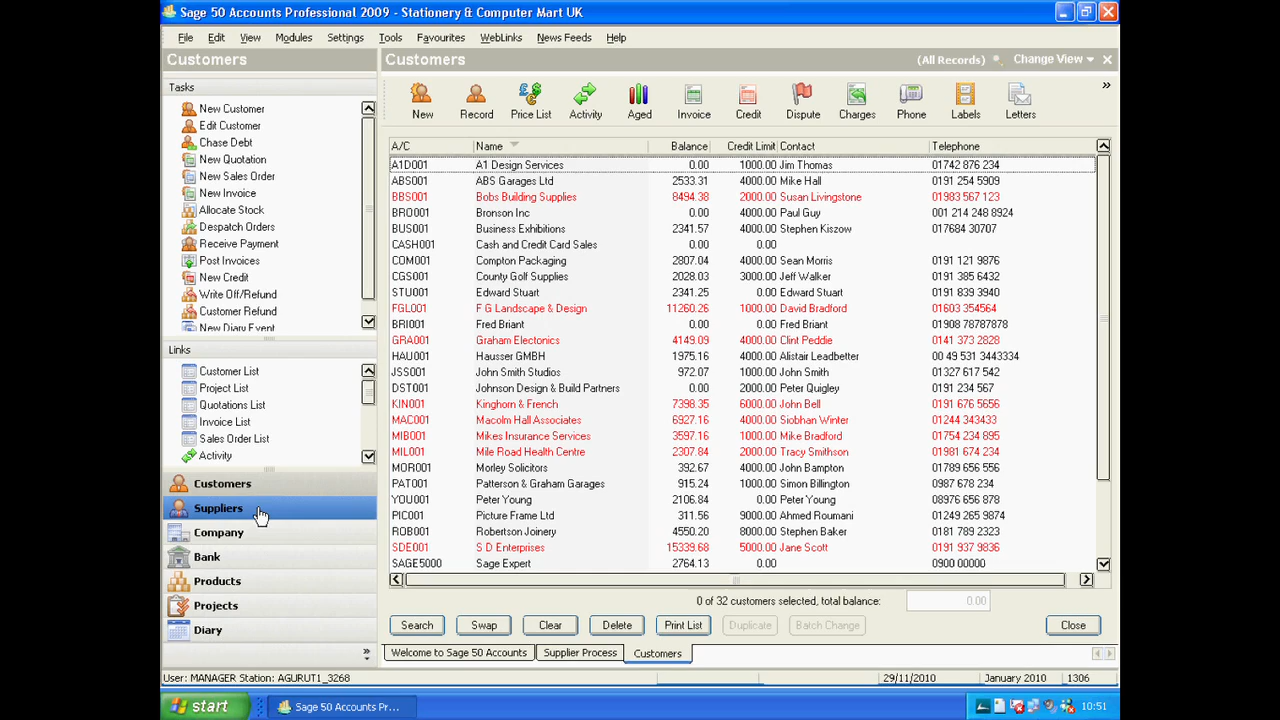 Sage 50 Accounts Professional 2009 - Stationery & Computer Mart UK
File Edit View Modules Settings Tools Favourites WebLinks News Feeds Help
Customers
Customers (All Records) Change View
Tasks
New Customer
Edit Customer
Chase Debt
New Quotation
New Sales Order
New Invoice
Allocate Stock
Despatch Orders
Receive Payment
Post Invoices
New Credit
Write Off/Refund
Customer Refund
New Diary Event
Links
Customer List
Project List
Quotations List
Invoice List
Sales Order List
Activity
Customers
Suppliers
Company
Bank
Products
Projects
Diary
New Record Price List Activity Aged Invoice Credit Dispute Charges Phone Labels Letters
A/C Name Balance Credit Limit Contact Telephone
A1D001 A1 Design Services 0.00 1000.00 Jim Thomas 01742 876 234
ABS001 ABS Garages Ltd 2533.31 4000.00 Mike Hall 0191 254 5909
BBS001 Bobs Building Supplies 8494.38 2000.00 Susan Livingstone 01983 567 123
BRO001 Bronson Inc 0.00 4000.00 Paul Guy 001 214 248 8924
BUS001 Business Exhibitions 2341.57 4000.00 Stephen Kiszow 017684 30707
CASH001 Cash and Credit Card Sales 0.00 0.00
COM001 Compton Packaging 2807.04 4000.00 Sean Morris 0191 121 9876
CGS001 County Golf Supplies 2028.03 3000.00 Jeff Walker 0191 385 6432
STU001 Edward Stuart 2341.25 0.00 Edward Stuart 0191 839 3940
FGL001 F G Landscape & Design 11260.26 1000.00 David Bradford 01603 354564
BRI001 Fred Briant 0.00 0.00 Fred Briant 01908 78787878
GRA001 Graham Electonics 4149.09 4000.00 Clint Peddie 0141 373 2828
HAU001 Hausser GMBH 1975.16 4000.00 Alistair Leadbetter 00 49 531 3443334
JSS001 John Smith Studios 972.07 1000.00 John Smith 01327 617 542
DST001 Johnson Design & Build Partners 0.00 2000.00 Peter Quigley 0191 234 567
KIN001 Kinghorn & French 7398.35 6000.00 John Bell 0191 676 5656
MAC001 Macolm Hall Associates 6927.16 4000.00 Siobhan Winter 01244 343433
MIB001 Mikes Insurance Services 3597.16 1000.00 Mike Bradford 01754 234 895
MIL001 Mile Road Health Centre 2307.84 2000.00 Tracy Smithson 01981 674 234
MOR001 Morley Solicitors 392.67 4000.00 John Bampton 01789 656 556
PAT001 Patterson & Graham Garages 915.24 1000.00 Simon Billington 0987 678 234
YOU001 Peter Young 2106.84 0.00 Peter Young 08976 656 878
PIC001 Picture Frame Ltd 311.56 9000.00 Ahmed Roumani 01249 265 9874
ROB001 Robertson Joinery 4550.20 8000.00 Stephen Baker 0181 789 2323
SDE001 S D Enterprises 15339.68 5000.00 Jane Scott 0191 937 9836
SAGE5000 Sage Expert 2764.13 0.00 0900 00000
0 of 32 customers selected, total balance: 0.00
Search Swap Clear Delete Print List Duplicate Batch Change Close
Welcome to Sage 50 Accounts Supplier Process Customers
User: MANAGER Station: AGURUT1_3268 29/11/2010 January 2010 1306
start Sage 50 Accounts Pr... 10:51